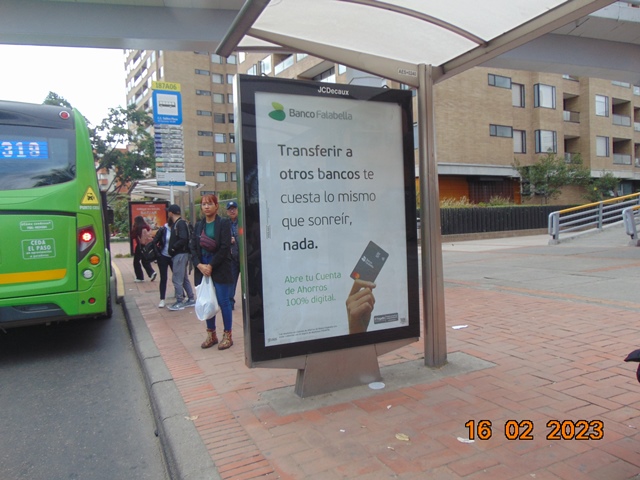 318
CEDA
EL PASO
JCDecaux
Banco Falabella
Transferir a
otros bancos te
cuesta lo mismo
que sonreír,
nada.
Abre tu Cuenta
de Ahorros
100% digital.
16 02 2023